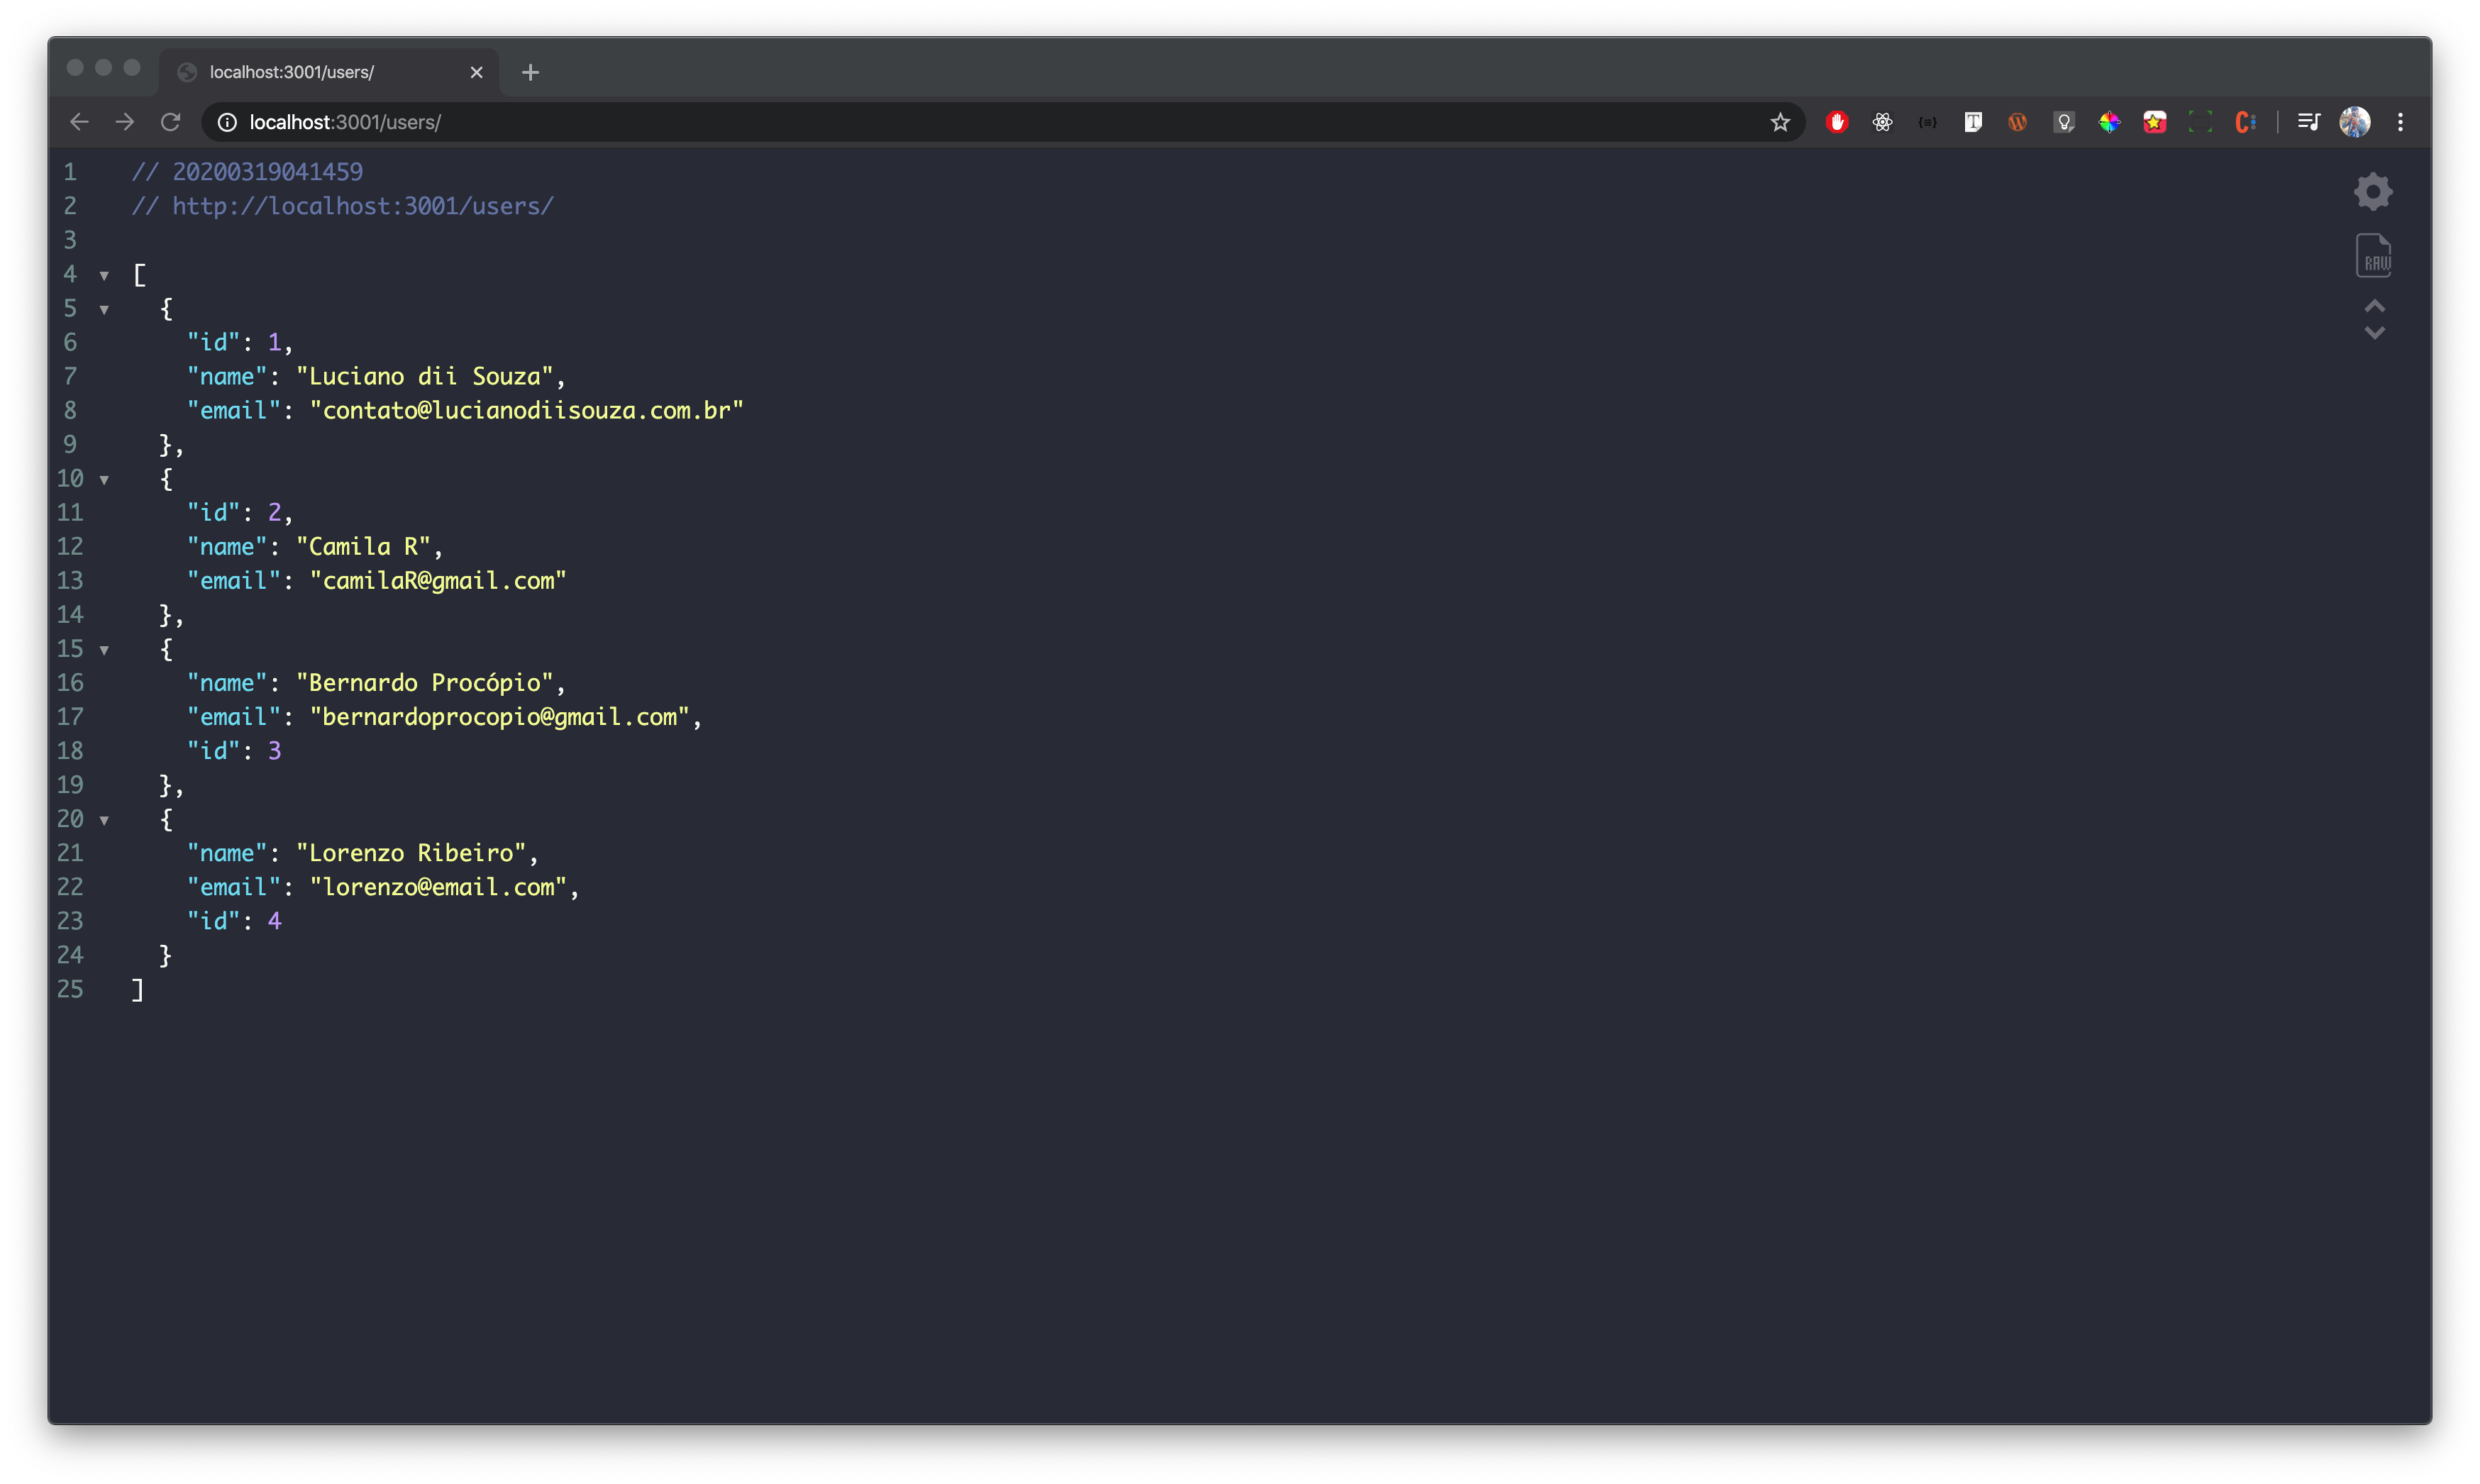 localhost:3001/users/
localhost:3001/users/
1 // 20200319041459
2 // http://localhost:3001/users/
3
4 [
5 {
6 "id": 1,
7 "name": "Luciano dii Souza",
8 "email": "contato@lucianodiisouza.com.br"
9 },
10 {
11 "id": 2,
12 "name": "Camila R",
13 "email": "camilaR@gmail.com"
14 },
15 {
16 "name": "Bernardo Procópio",
17 "email": "bernardoprocopio@gmail.com",
18 "id": 3
19 },
20 {
21 "name": "Lorenzo Ribeiro",
22 "email": "lorenzo@email.com",
23 "id": 4
24 }
25 ]
RAW